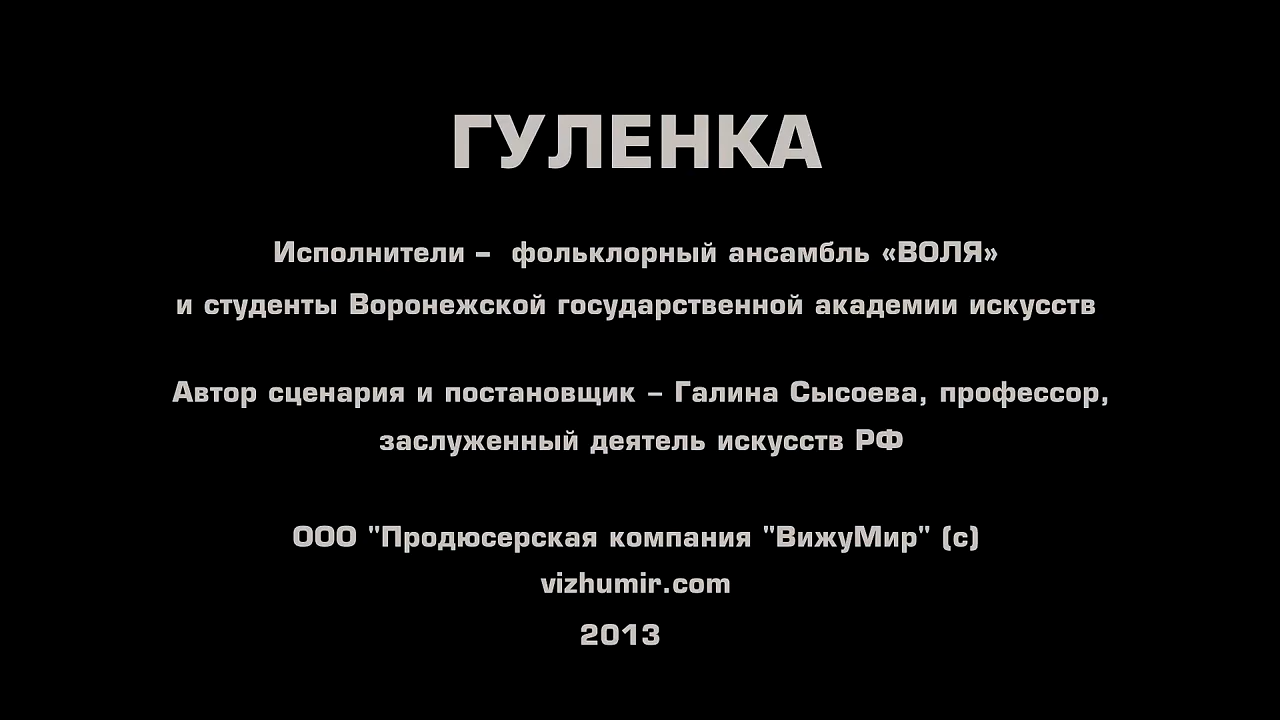 ГУЛЕНКА
Исполнители – фольклорный ансамбль «ВОЛЯ»
и студенты Воронежской государственной академии искусств
Автор сценария и постановщик – Галина Сысоева, профессор,
заслуженный деятель искусств РФ
ООО "Продюсерская компания "ВижуМир" (с)
vizhumir.com
2013